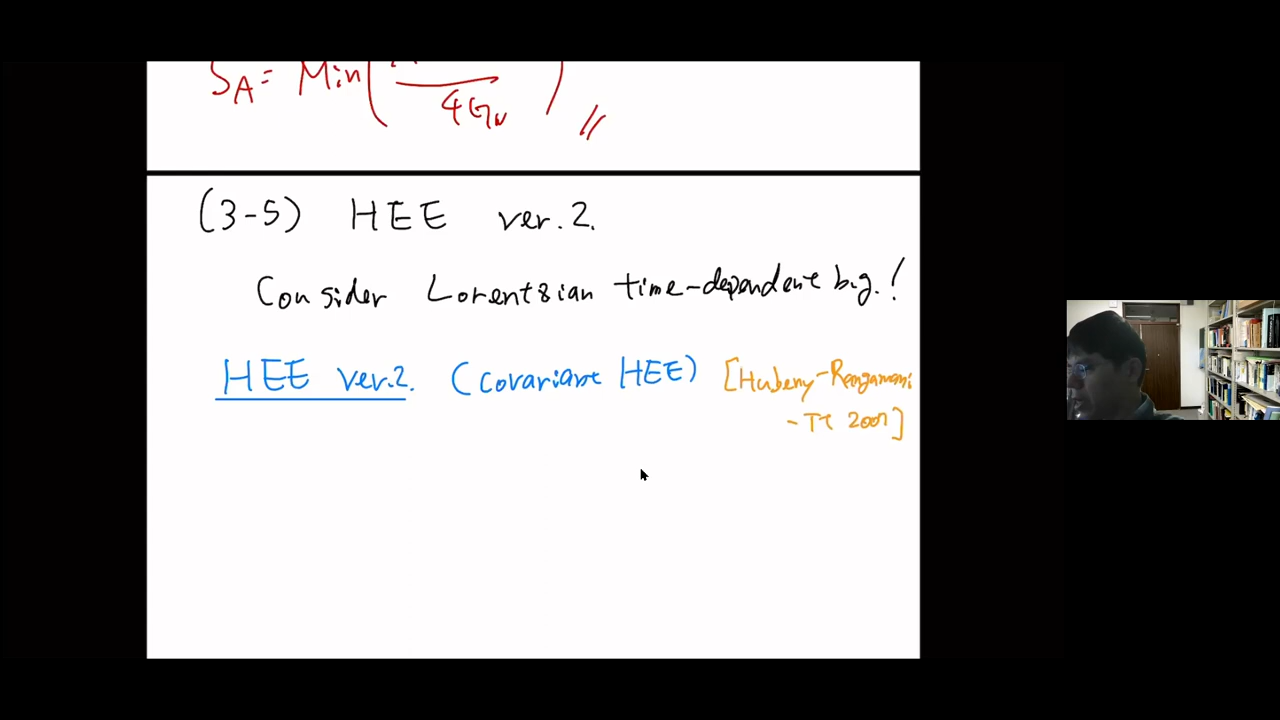 S_A = Min( / 4G_N ) //
(3-5) HEE ver. 2.
Consider Lorentzian time-dependent b.g. !
HEE ver.2. (covariant HEE) [Hubeny-Rangamani
-TT 2007]